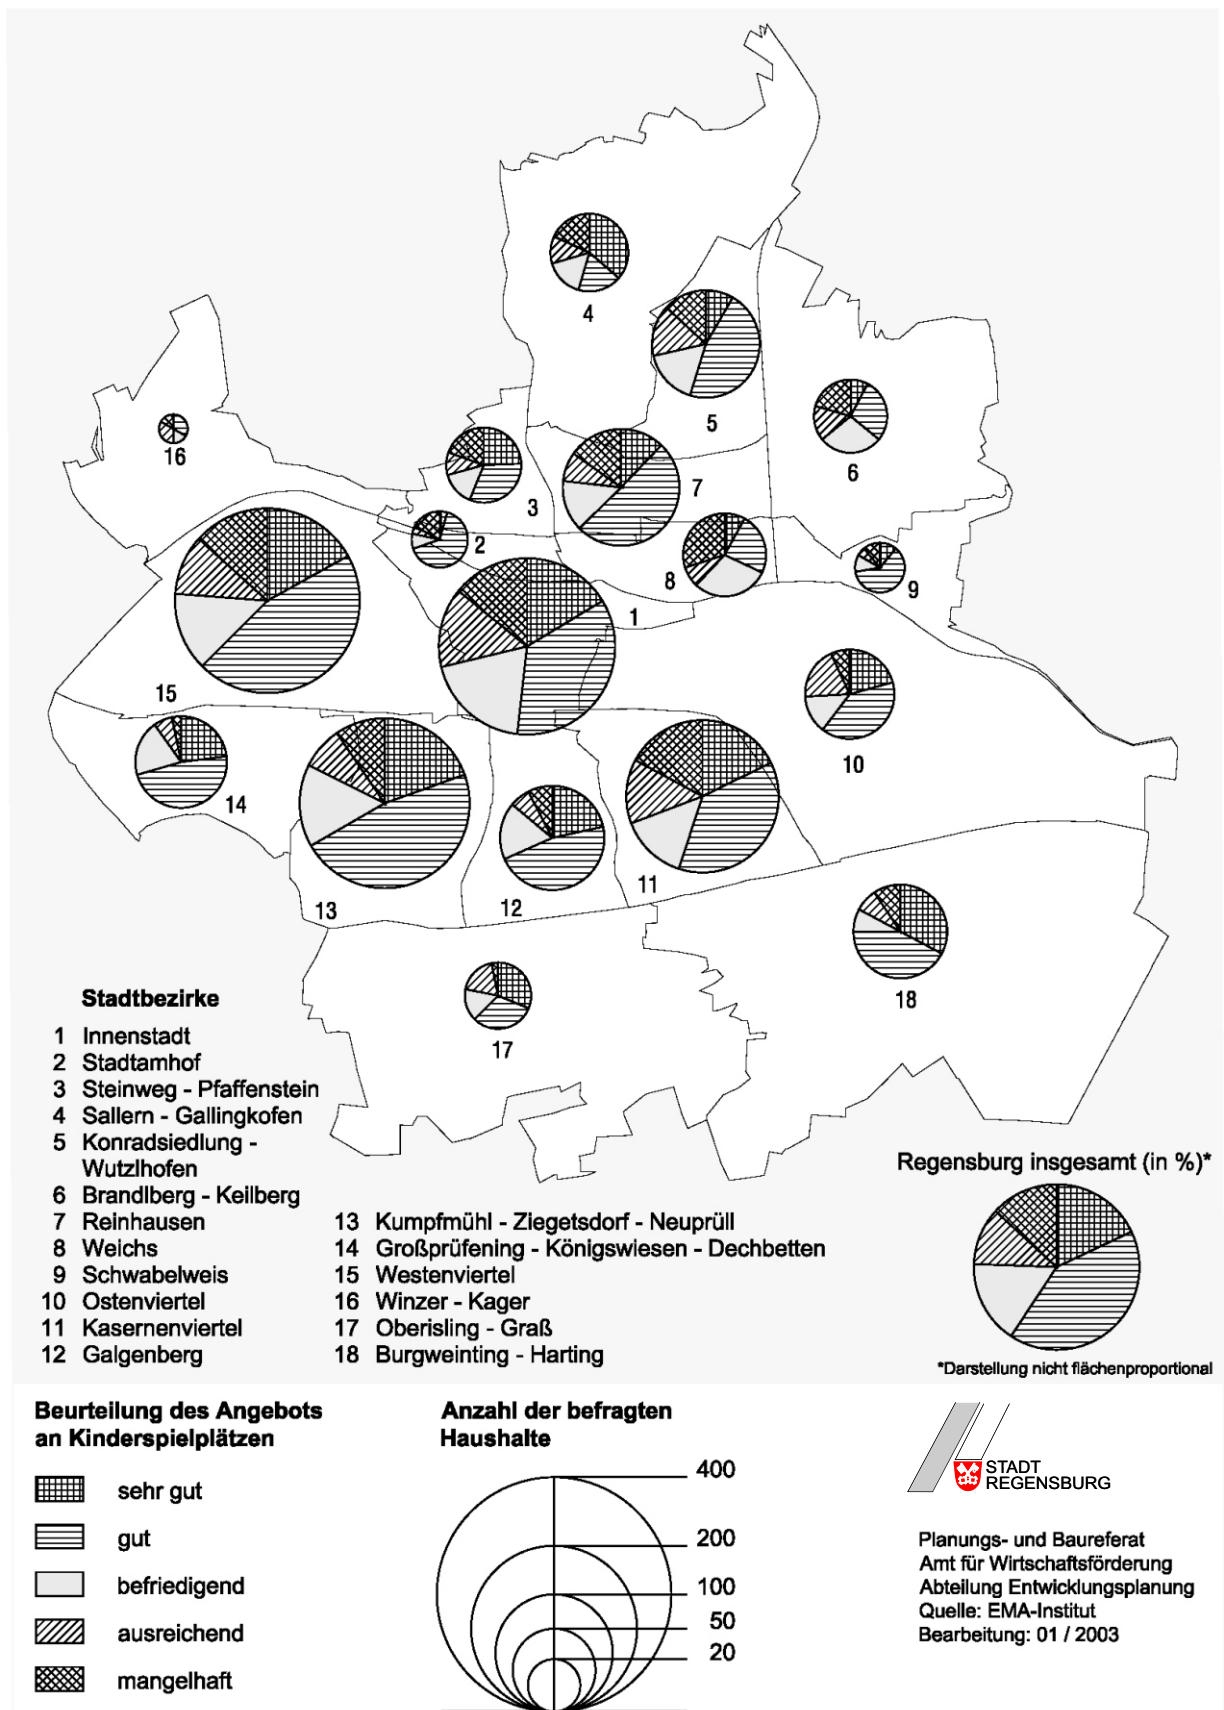 4
5
6
16
3
7
2
8
9
1
15
10
14
13
12
11
18
17
Stadtbezirke
1 Innenstadt
2 Stadtamhof
3 Steinweg - Pfaffenstein
4 Sallern - Gallingkofen
5 Konradsiedlung -
Wutzlhofen
6 Brandlberg - Keilberg
7 Reinhausen
8 Weichs
9 Schwabelweis
10 Ostenviertel
11 Kasernenviertel
12 Galgenberg
13 Kumpfmühl - Ziegetsdorf - Neuprüll
14 Großprüfening - Königswiesen - Dechbetten
15 Westenviertel
16 Winzer - Kager
17 Oberisling - Graß
18 Burgweinting - Harting
Regensburg insgesamt (in %)*
*Darstellung nicht flächenproportional
Beurteilung des Angebots
an Kinderspielplätzen
sehr gut
gut
befriedigend
ausreichend
mangelhaft
Anzahl der befragten
Haushalte
400
200
100
50
20
STADT
REGENSBURG
Planungs- und Baureferat
Amt für Wirtschaftsförderung
Abteilung Entwicklungsplanung
Quelle: EMA-Institut
Bearbeitung: 01 / 2003